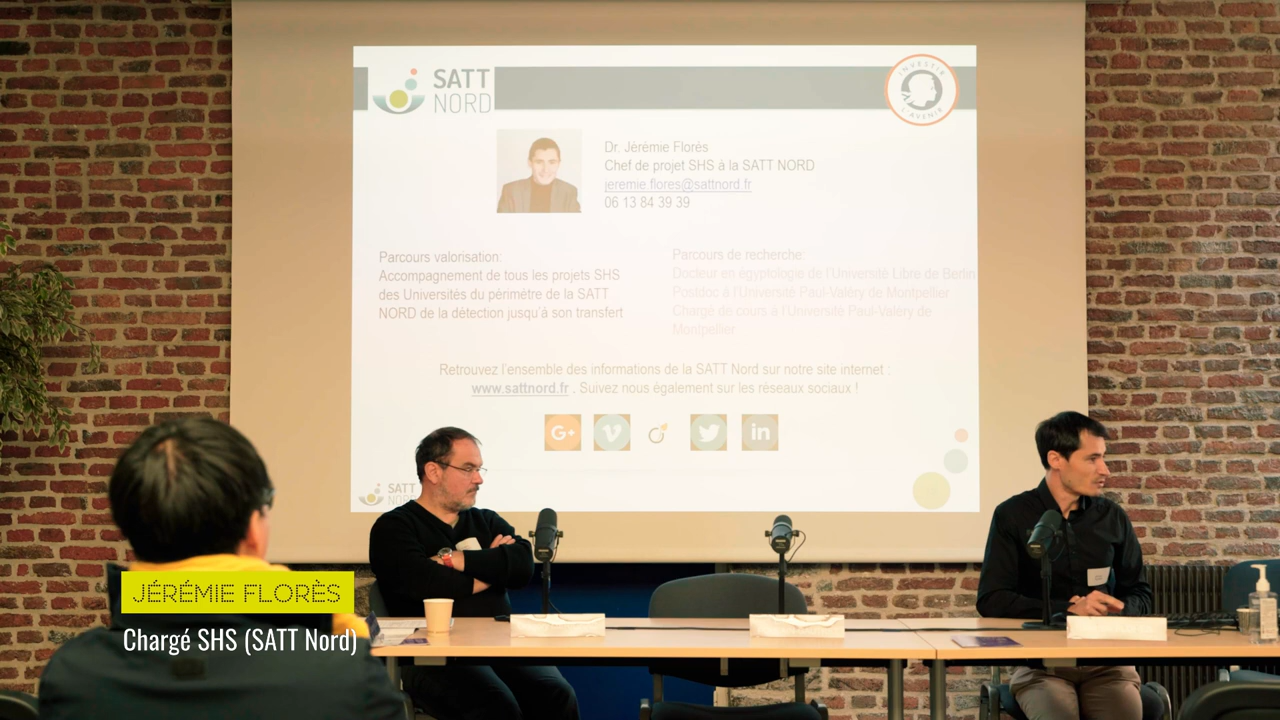 SATT
NORD
INVESTIR
L'AVENIR
Dr. Jérémie Florés
Chef de projet SHS à la SATT NORD
jeremie.flores@sattnord.fr
06 13 84 39 39
Parcours valorisation:
Accompagnement de tous les projets SHS
des Universités du périmètre de la SATT
NORD de la détection jusqu'à son transfert
Parcours de recherche:
Docteur en égyptologie de l'Université Libre de Berlin
Postdoc à l'Université Paul-Valéry de Montpellier
Chargé de cours à l'Université Paul-Valéry de
Montpellier
Retrouvez l'ensemble des informations de la SATT Nord sur notre site internet :
www.sattnord.fr . Suivez nous également sur les réseaux sociaux !
G+
in
SATT
NORD
JÉRÉMIE FLORÈS
Chargé SHS (SATT Nord)